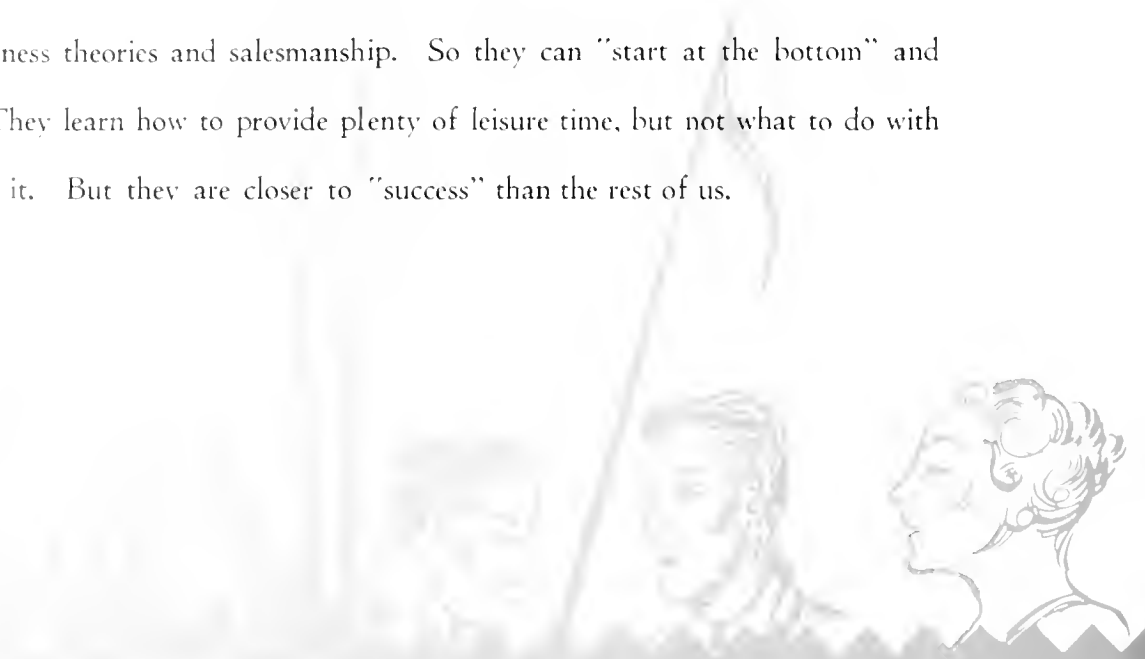 ness theories and salesmanship. So they can "start at the bottom" and
They learn how to provide plenty of leisure time, but not what to do with
it. But they are closer to "success" than the rest of us.